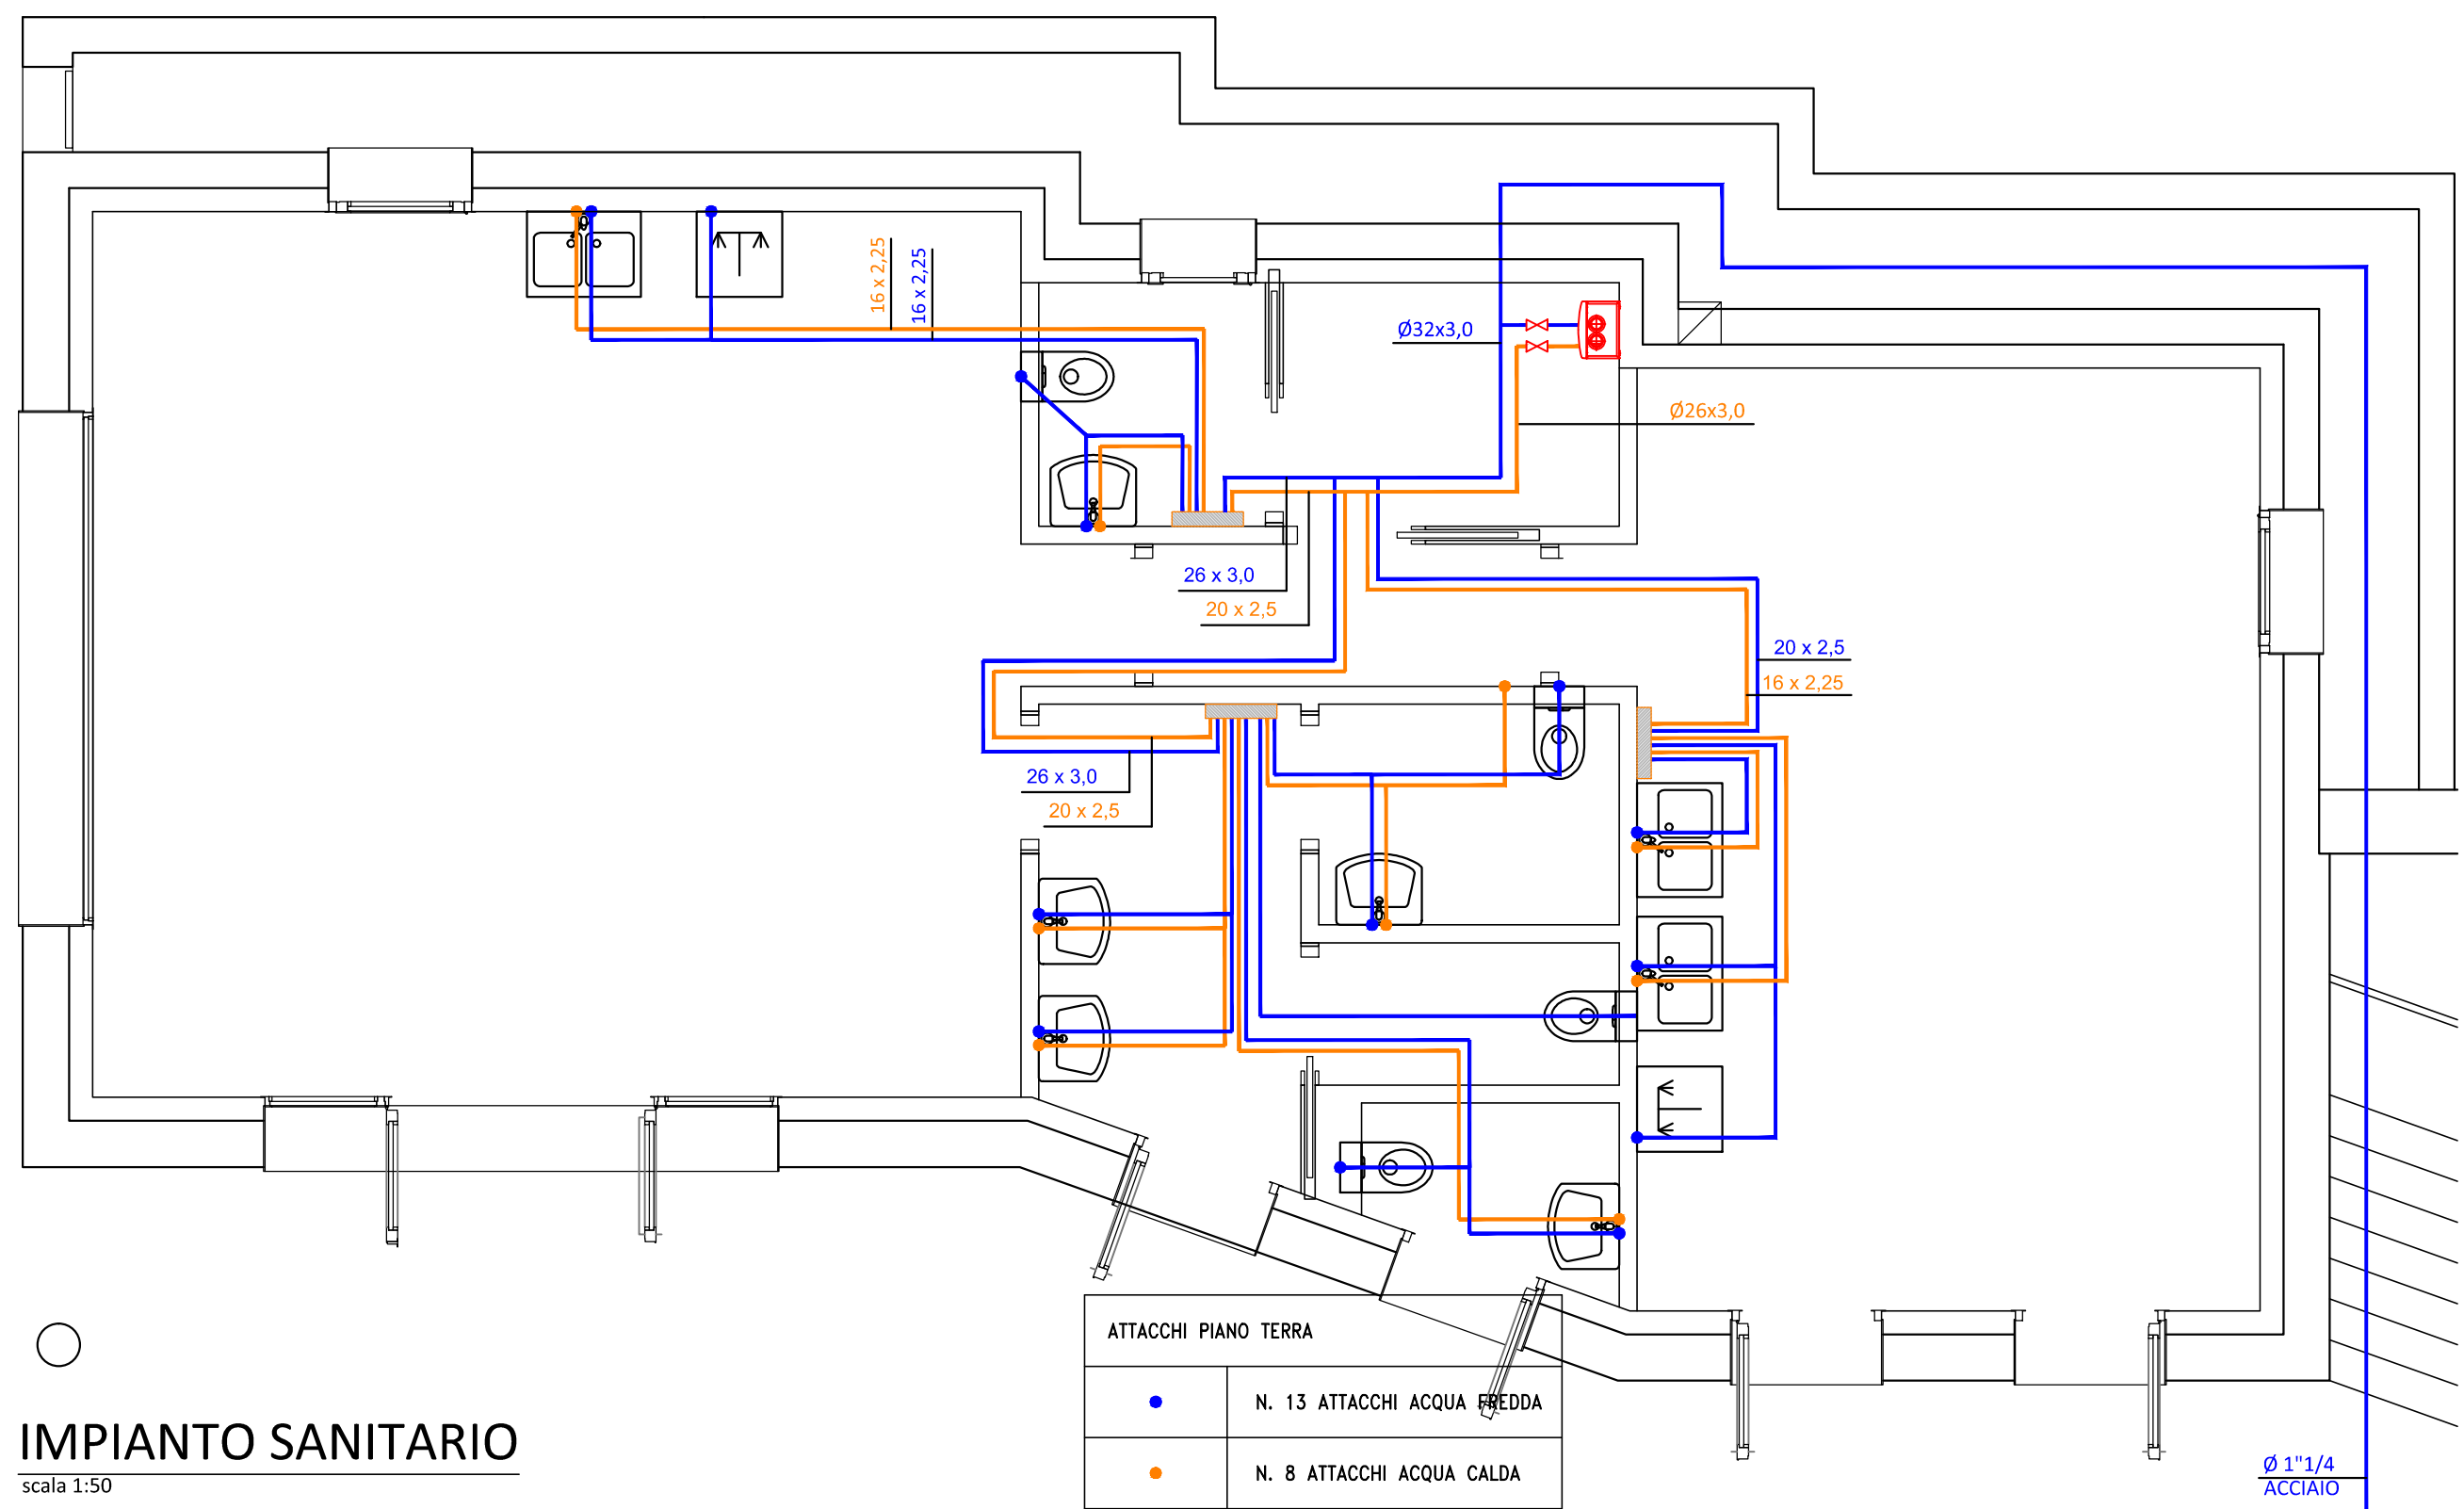 16 x 2,25
16 x 2,25
Ø32x3,0
Ø26x3,0
26 x 3,0
20 x 2,5
20 x 2,5
16 x 2,25
26 x 3,0
20 x 2,5
ATTACCHI PIANO TERRA
N. 13 ATTACCHI ACQUA FREDDA
N. 8 ATTACCHI ACQUA CALDA
IMPIANTO SANITARIO
scala 1:50
Ø 1"1/4
ACCIAIO